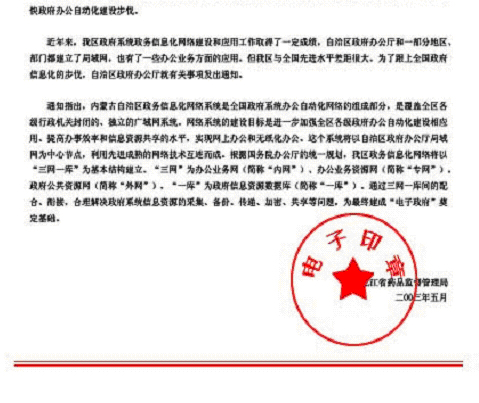 快政府办公自动化建设步伐。
近年来，我区政府系统政务信息化网络建设和应用工作取得了一定成绩，自治区政府办公厅和一部分地区、
部门都建立了局域网，也有了一些办公业务方面的应用。但我区与全国先进水平差距很大。为了跟上全国政府
信息化的步伐，自治区政府办公厅就有关事项发出通知。
通知指出，内蒙古自治区政务信息化网络系统是全国政府系统办公自动化网络的组成部分，是覆盖全区各
级行政机关封闭的、独立的广域网系统。网络系统的建设目标是进一步加强全区各级政府办公自动化建设和应
用。提高办事效率和信息资源共享的水平，实现网上办公和无纸化办公。这个系统将以自治区政府办公厅局域
网为中心节点，利用先进成熟的网络技术互连而成。根据国务院办公厅的统一规划，我区政务信息化网络将以
“三网一库”为基本结构建立。“三网”为办公业务网（简称“内网”）、办公业务资源网（简称“专网”）、
政府公共资源网（简称“外网”）。“一库”为政府信息资源数据库（简称“一库”）。通过三网一库间的配
合、衔接，合理解决政府系统信息资源的采集、备份、传递、加密、共享等问题，为最终建成“电子政府”奠
定基础。
电子印章
江省药品监督管理局
二00三年五月